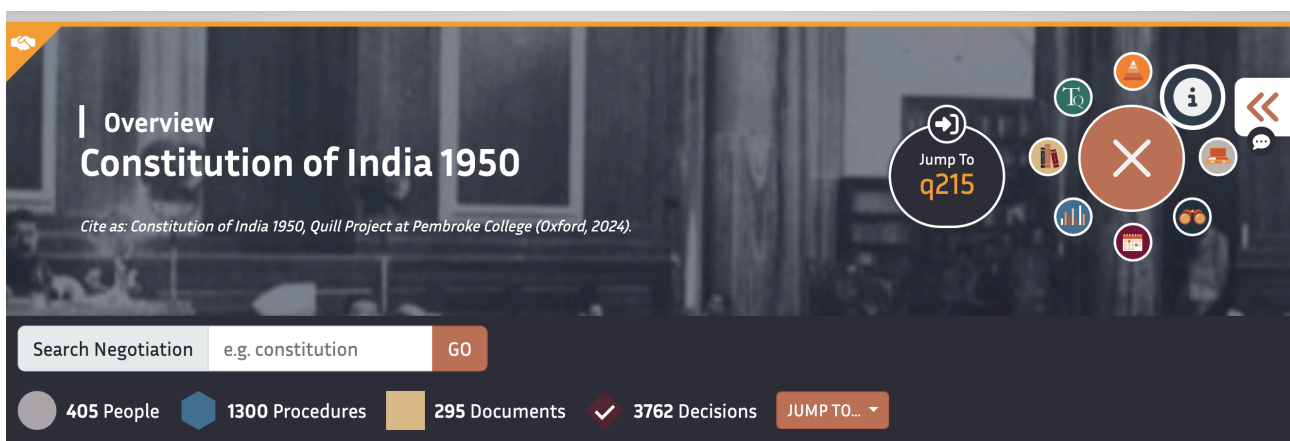 Overview
Constitution of India 1950
Cite as: Constitution of India 1950, Quill Project at Pembroke College (Oxford, 2024).
Jump To
q215
TQ
i
Search Negotiation e.g. constitution GO
405 People 1300 Procedures 295 Documents 3762 Decisions JUMP TO...